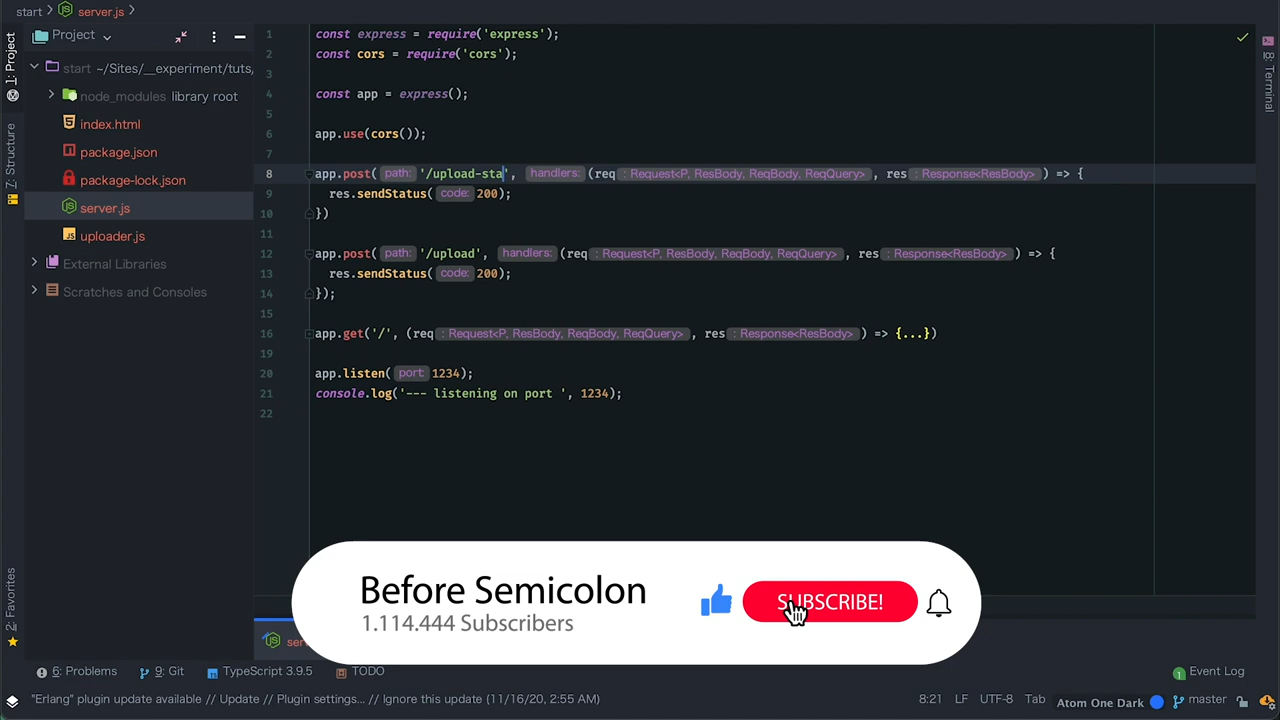 start > server.js >
1: Project
Project
start ~/Sites/__experiment/tuts/
node_modules library root
index.html
package.json
package-lock.json
server.js
uploader.js
External Libraries
Scratches and Consoles
7: Structure
2: Favorites
Terminal
1 const express = require('express');
2 const cors = require('cors');
3
4 const app = express();
5
6 app.use(cors());
7
8 app.post( path: '/upload-sta', handlers: (req : Request<P, ResBody, ReqBody, ReqQuery> , res : Response<ResBody> ) => {
9 res.sendStatus( code: 200);
10 })
11
12 app.post( path: '/upload', handlers: (req : Request<P, ResBody, ReqBody, ReqQuery> , res : Response<ResBody> ) => {
13 res.sendStatus( code: 200);
14 });
15
16 app.get('/', (req : Request<P, ResBody, ReqBody, ReqQuery> , res : Response<ResBody> ) => {...})
19
20 app.listen( port: 1234);
21 console.log('--- listening on port ', 1234);
22
Before Semicolon
1.114.444 Subscribers
SUBSCRIBE!
6: Problems 9: Git TypeScript 3.9.5 TODO 1 Event Log
"Erlang" plugin update available // Update // Plugin settings... // Ignore this update (11/16/20, 2:55 AM) 8:21 LF UTF-8 Tab Atom One Dark master